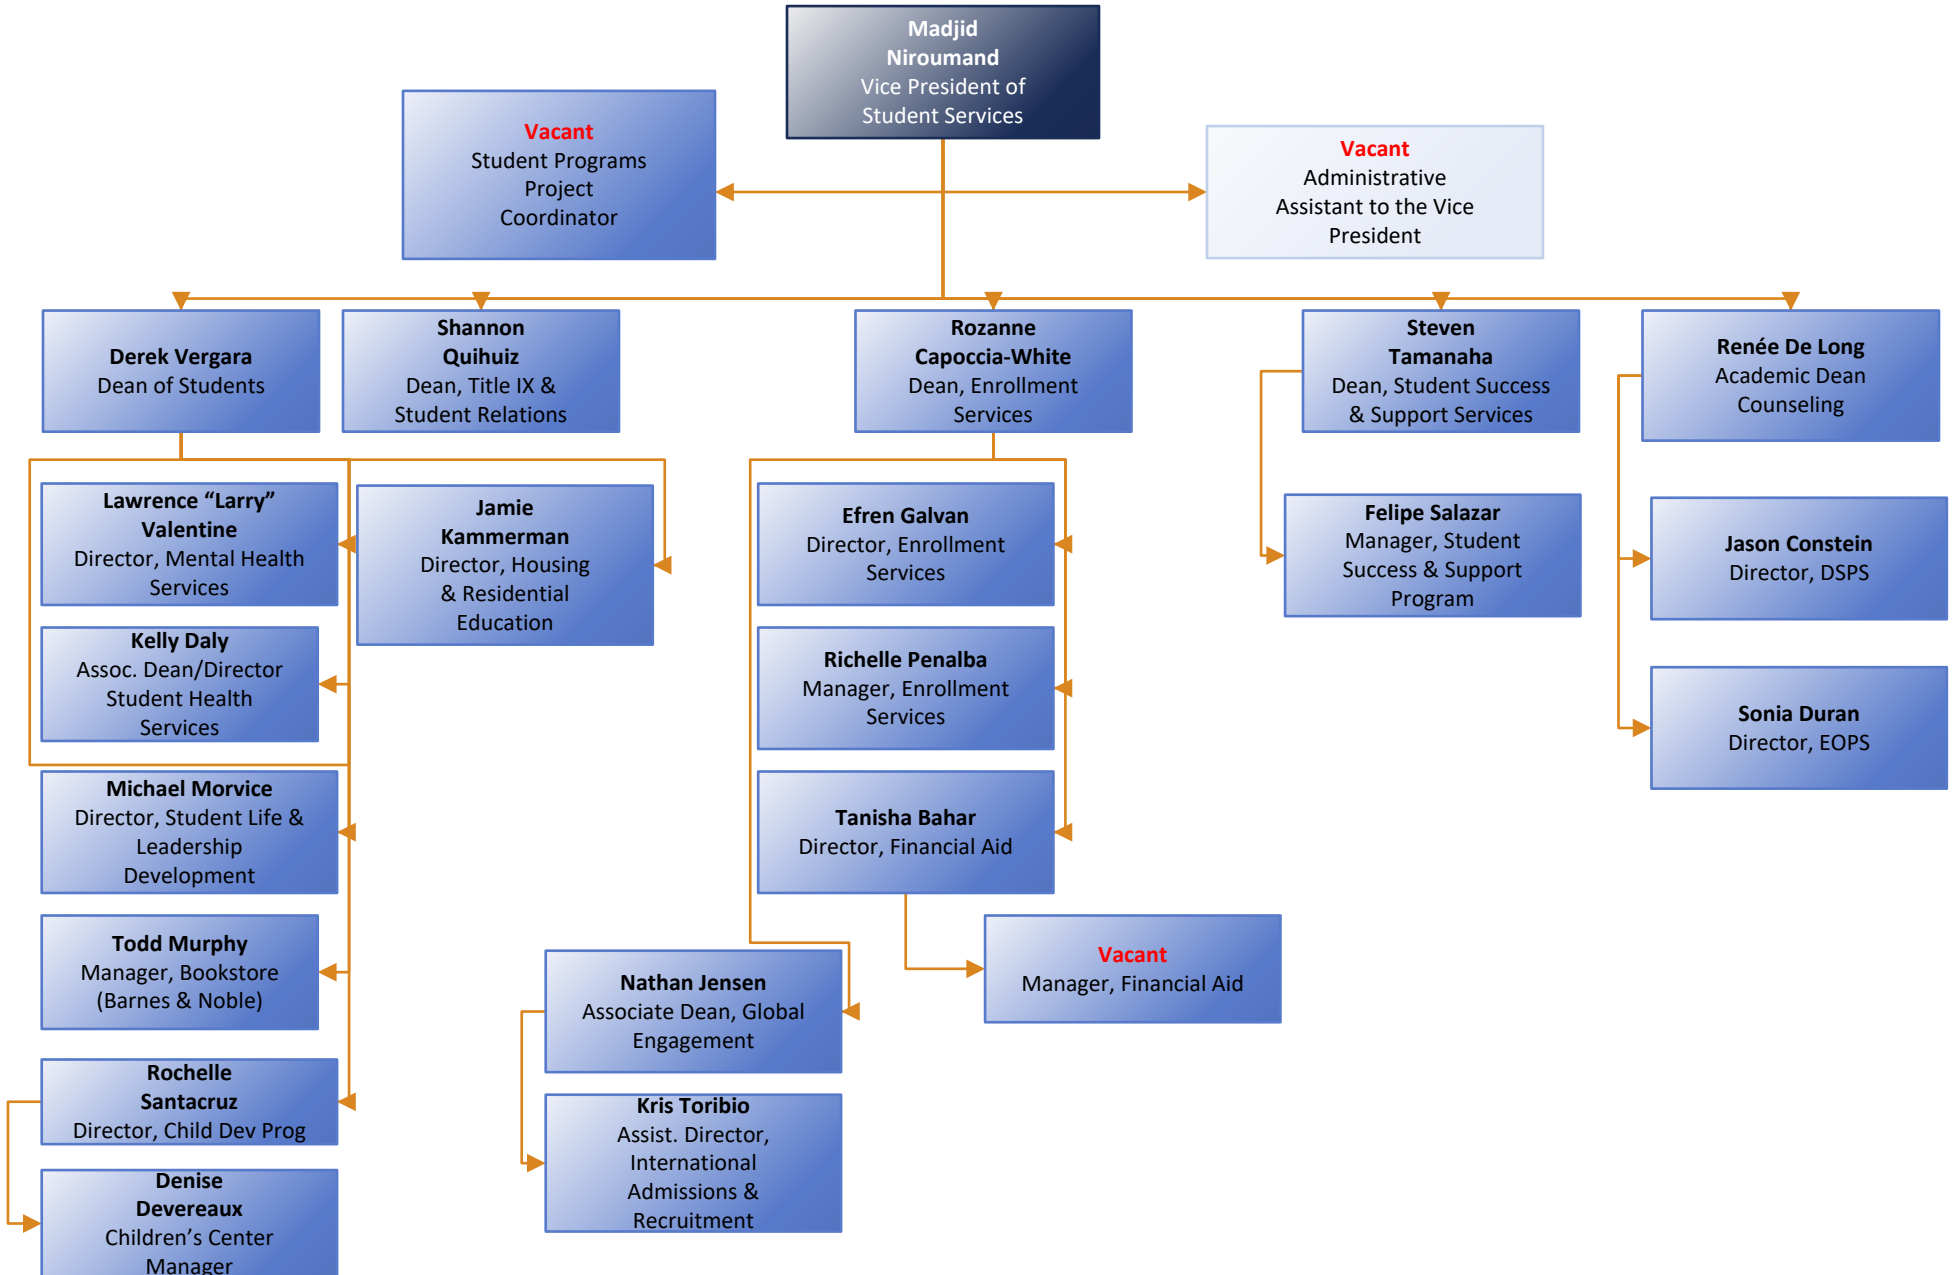 Madjid
Niroumand
Vice President of
Student Services
Vacant
Student Programs
Project
Coordinator
Vacant
Administrative
Assistant to the Vice
President
Derek Vergara
Dean of Students
Shannon
Quihuiz
Dean, Title IX &
Student Relations
Rozanne
Capoccia-White
Dean, Enrollment
Services
Steven
Tamanaha
Dean, Student Success
& Support Services
Renée De Long
Academic Dean
Counseling
Lawrence “Larry”
Valentine
Director, Mental Health
Services
Jamie
Kammerman
Director, Housing
& Residential
Education
Efren Galvan
Director, Enrollment
Services
Felipe Salazar
Manager, Student
Success & Support
Program
Jason Constein
Director, DSPS
Kelly Daly
Assoc. Dean/Director
Student Health
Services
Richelle Penalba
Manager, Enrollment
Services
Sonia Duran
Director, EOPS
Michael Morvice
Director, Student Life &
Leadership
Development
Tanisha Bahar
Director, Financial Aid
Todd Murphy
Manager, Bookstore
(Barnes & Noble)
Nathan Jensen
Associate Dean, Global
Engagement
Vacant
Manager, Financial Aid
Rochelle
Santacruz
Director, Child Dev Prog
Kris Toribio
Assist. Director,
International
Admissions &
Recruitment
Denise
Devereaux
Children’s Center
Manager